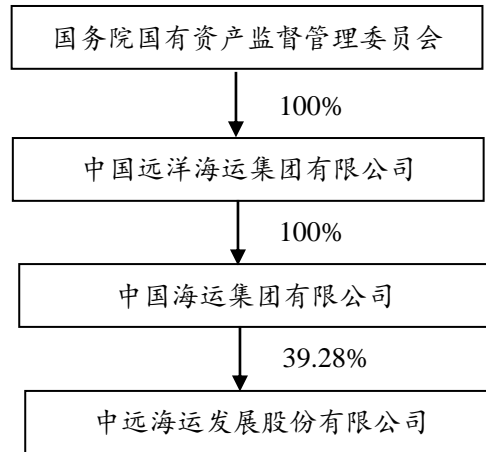 国务院国有资产监督管理委员会
100%
中国远洋海运集团有限公司
100%
中国海运集团有限公司
39.28%
中远海运发展股份有限公司